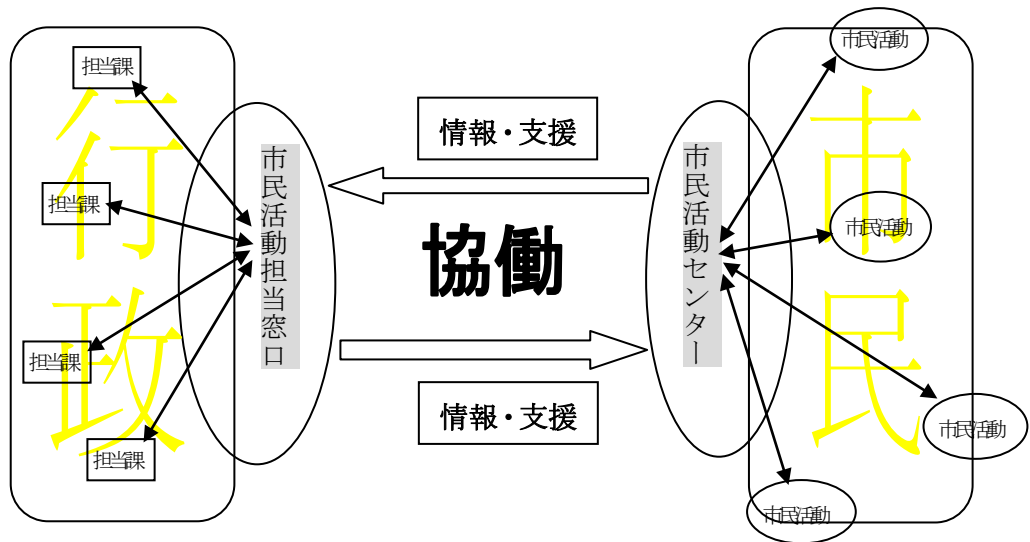 担当課
担当課
担当課
担当課
行政
市民活動担当窓口
情報・支援
協働
情報・支援
市民活動センター
市民
市民活動
市民活動
市民活動
市民活動